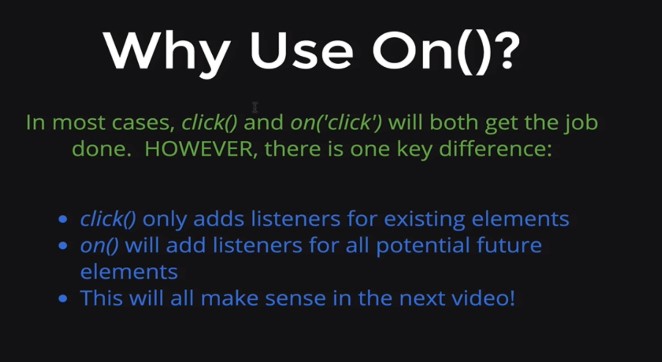 Why Use On()?
In most cases, click() and on('click') will both get the job
done. HOWEVER, there is one key difference:
• click() only adds listeners for existing elements
• on() will add listeners for all potential future
elements
• This will all make sense in the next video!